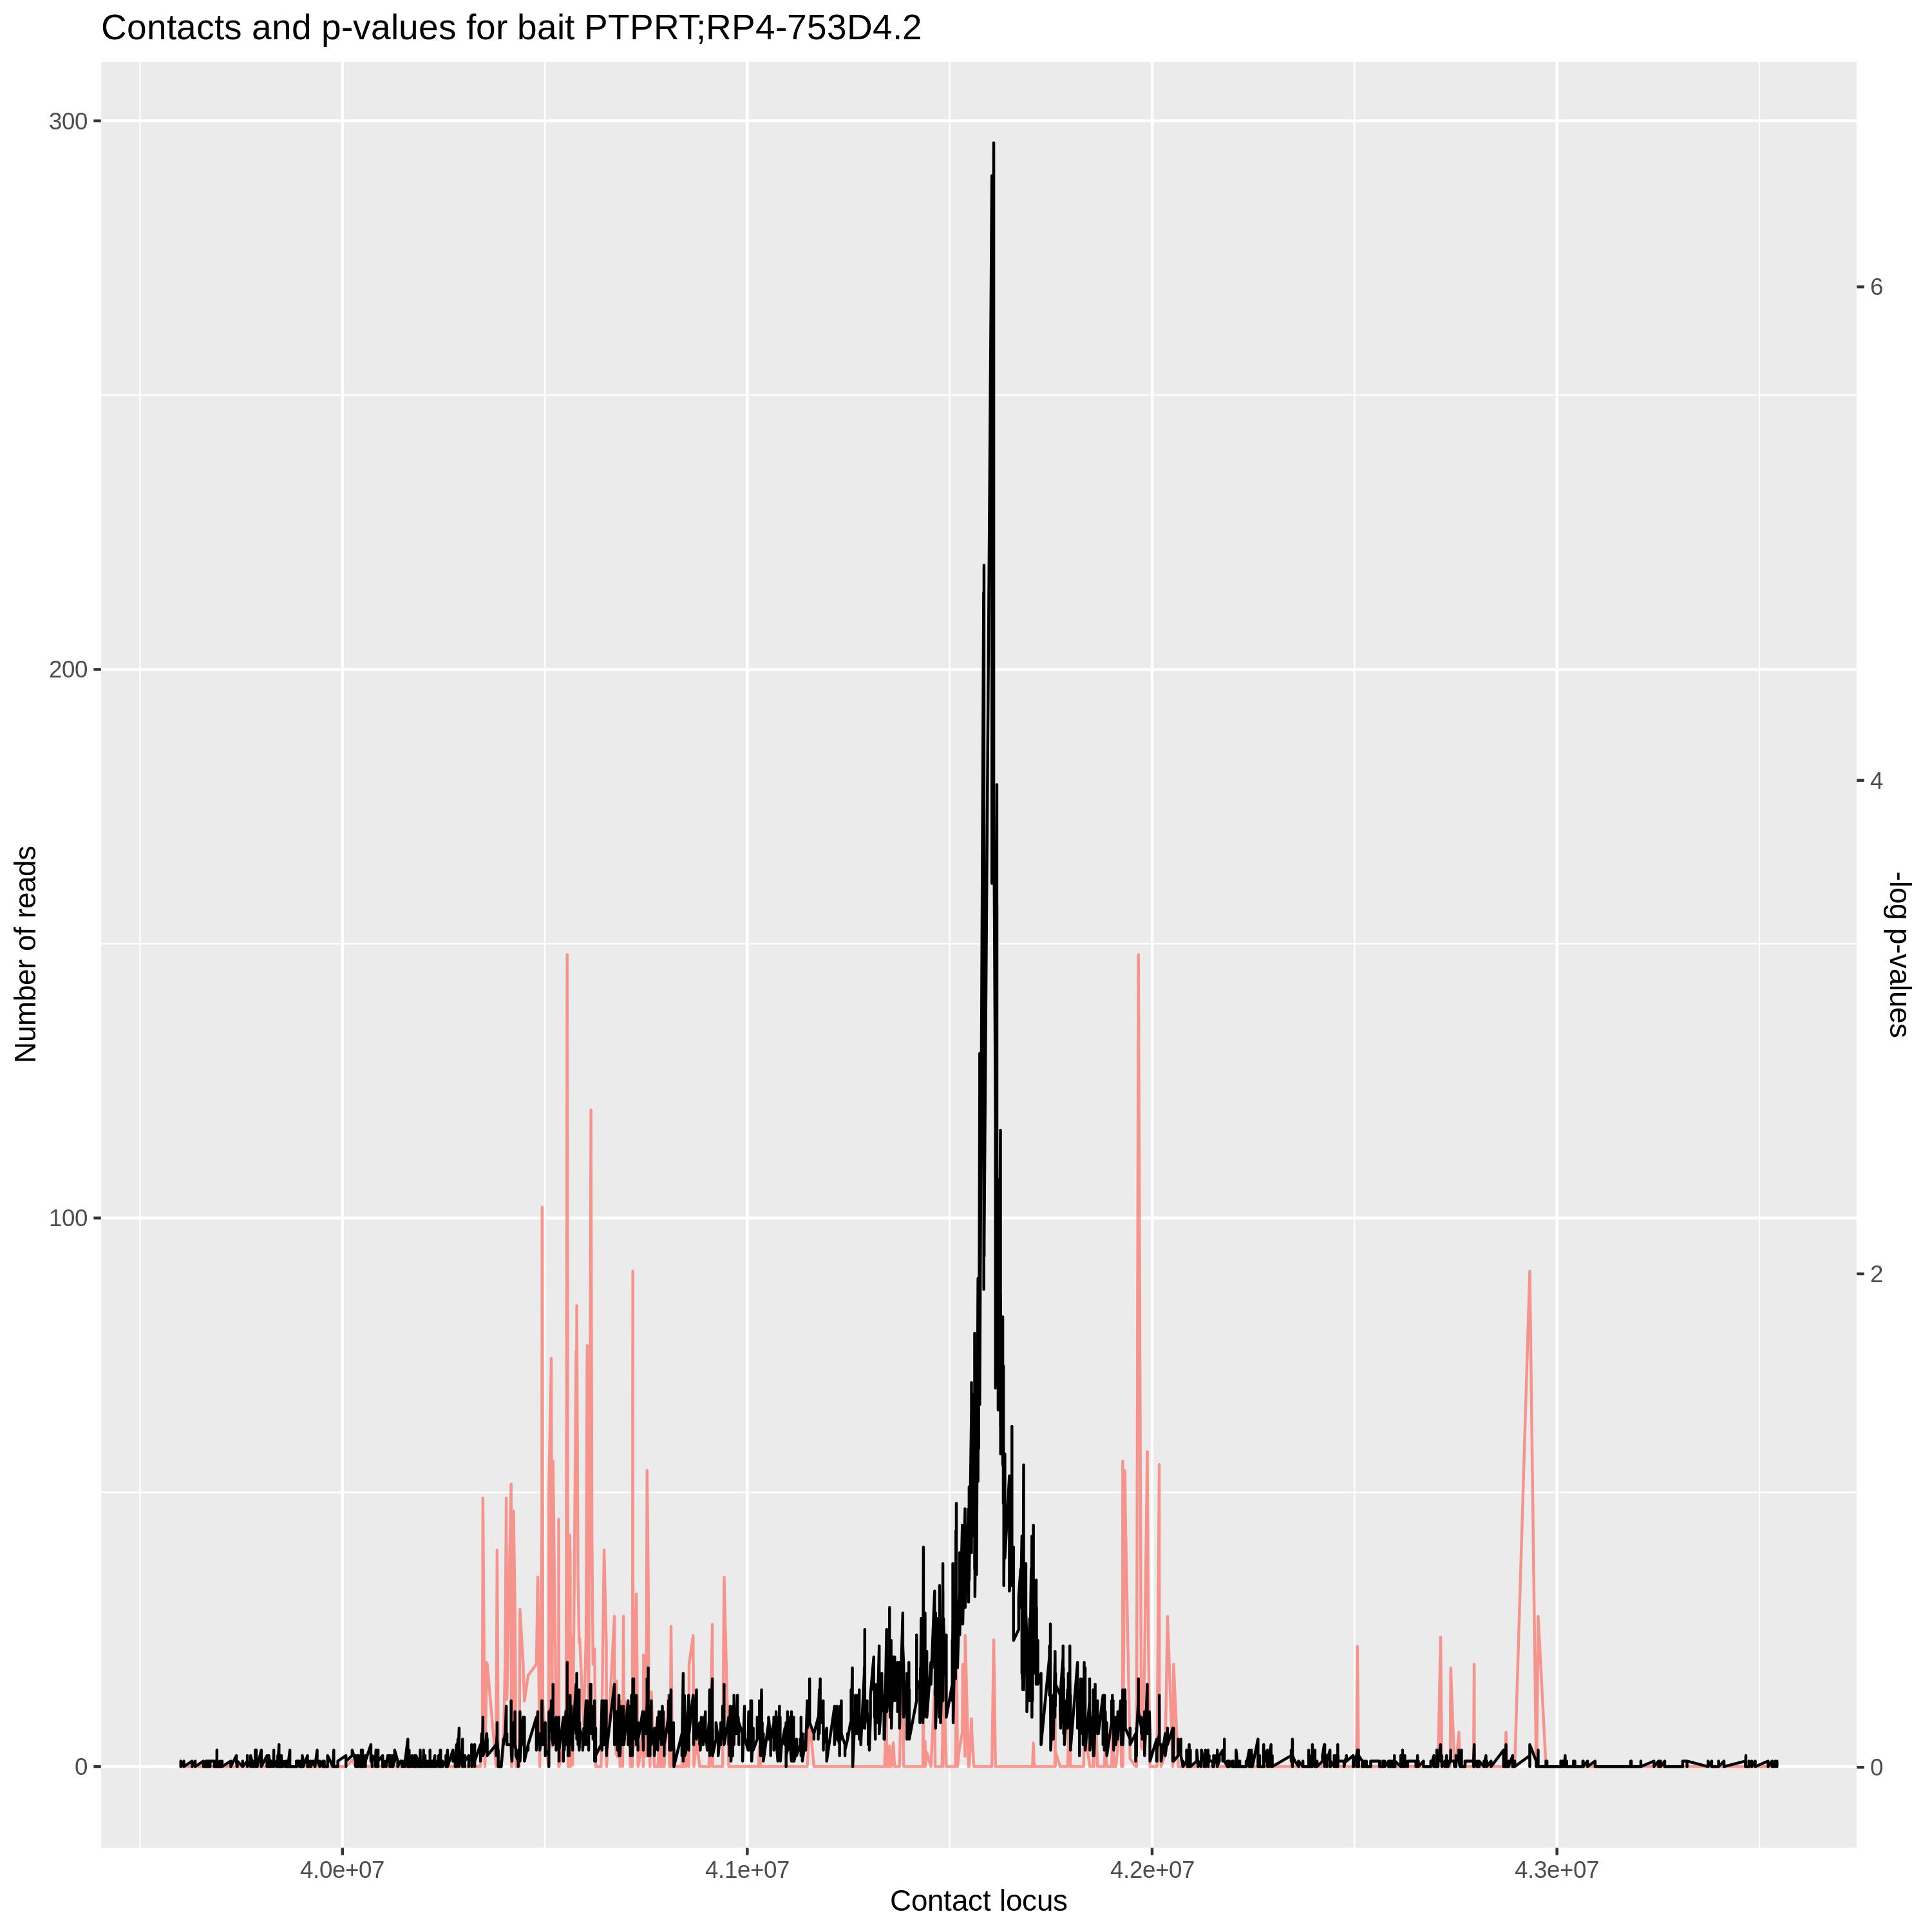 Contacts and p-values for bait PTPRT;RP4-753D4.2
300
200
100
0
Number of reads
6
4
2
0
-log p-values
4.0e+07
4.1e+07
4.2e+07
4.3e+07
Contact locus